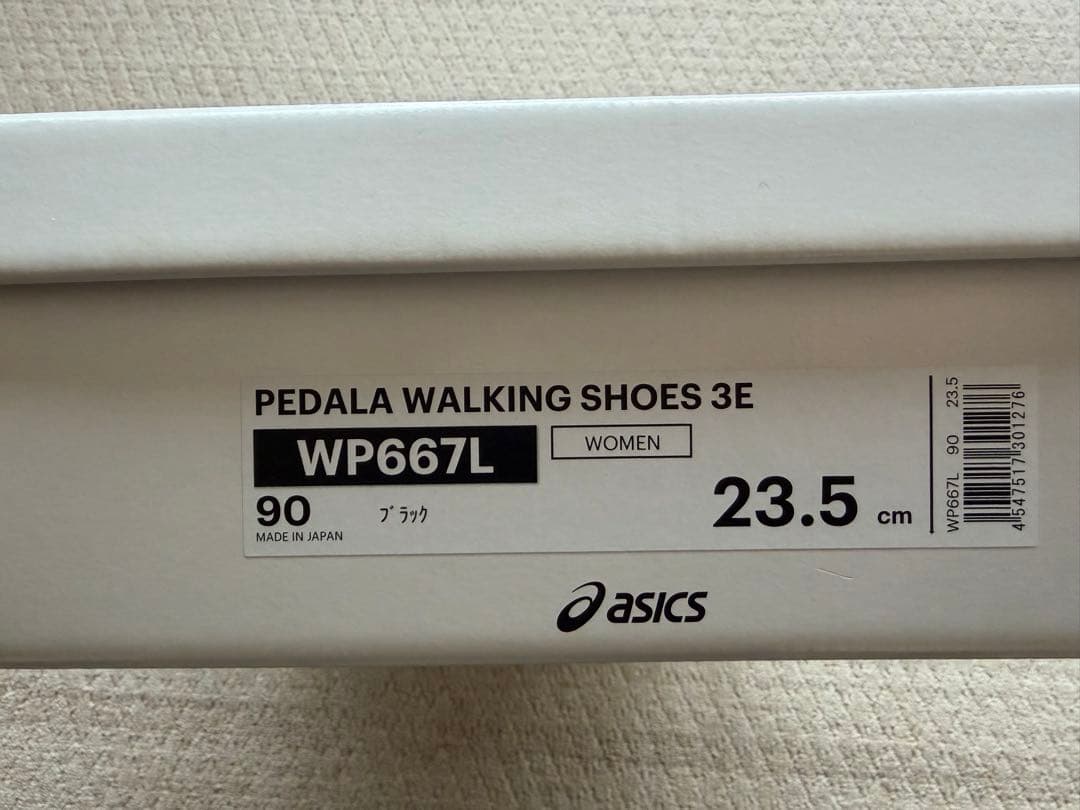 PEDALA WALKING SHOES 3E
WP667L
WOMEN
90 ﾌﾞﾗｯｸ
23.5 cm
MADE IN JAPAN
WP667L 90 23.5
4547517301276
asics